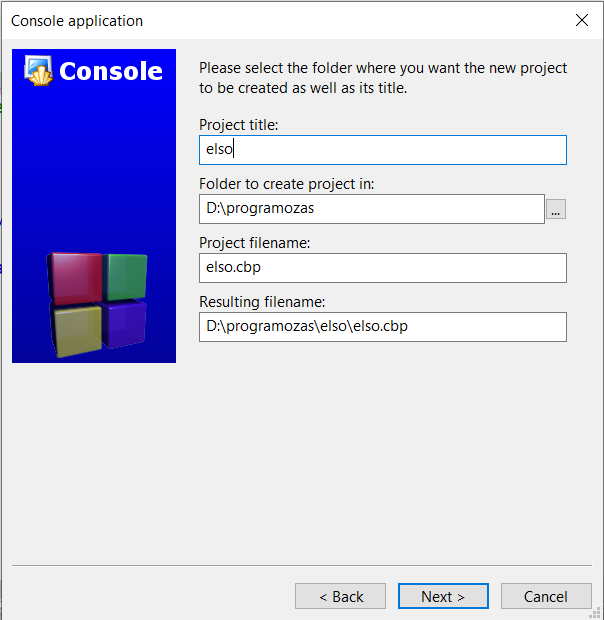 Console application
Console
Please select the folder where you want the new project
to be created as well as its title.
Project title:
elso
Folder to create project in:
D:\programozas
...
Project filename:
elso.cbp
Resulting filename:
D:\programozas\elso\elso.cbp
< Back
Next >
Cancel